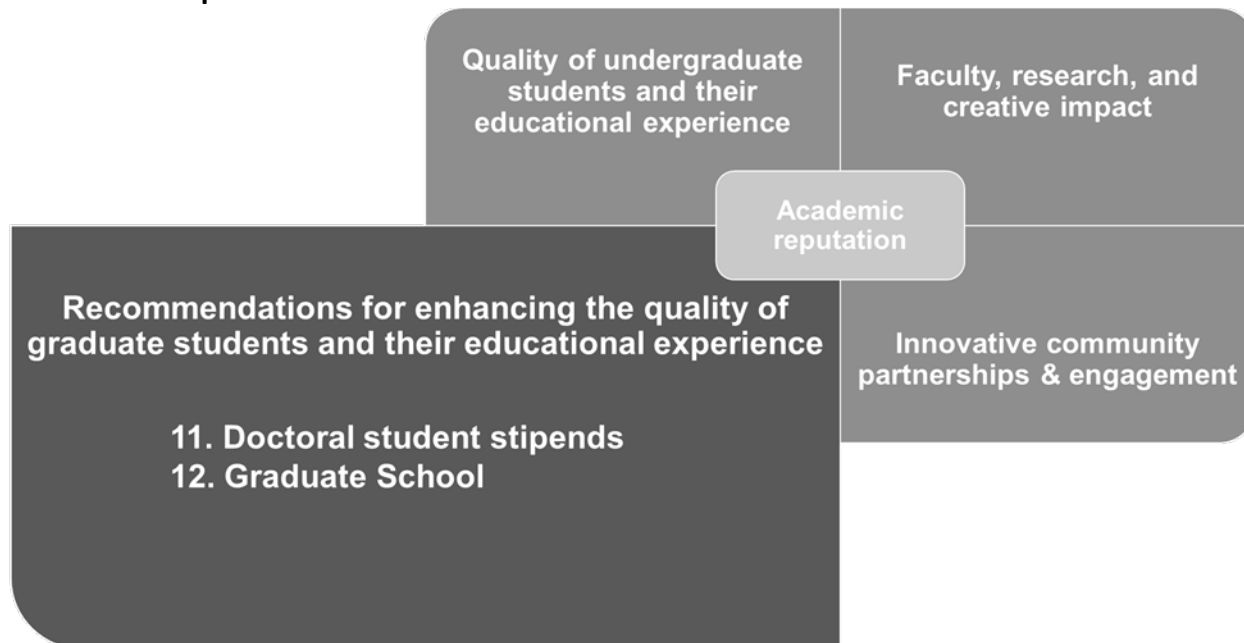 Quality of undergraduate
students and their
educational experience
Faculty, research, and
creative impact
Academic
reputation
Recommendations for enhancing the quality of
graduate students and their educational experience
11. Doctoral student stipends
12. Graduate School
Innovative community
partnerships & engagement